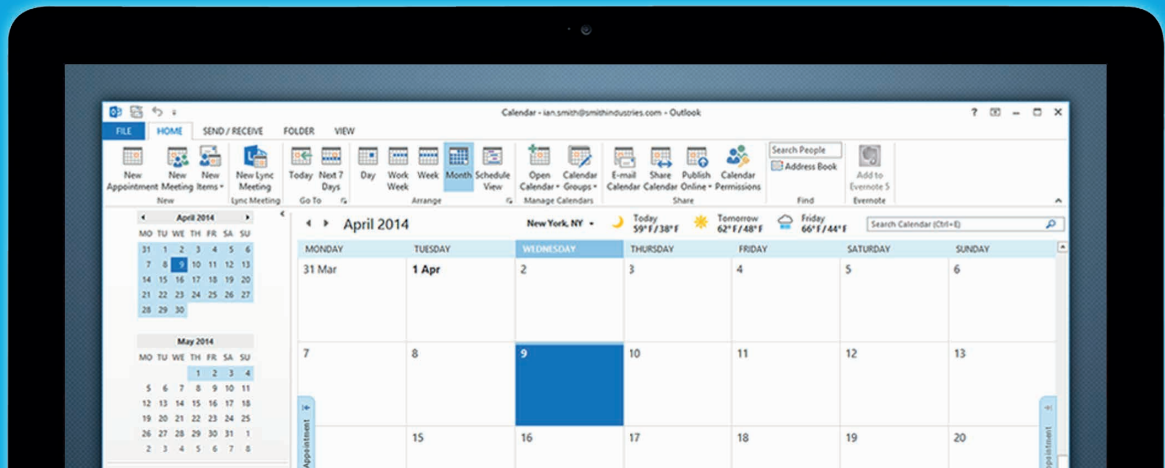 Calendar - ian.smith@smithindustries.com - Outlook
?
FILE HOME SEND / RECEIVE FOLDER VIEW
New Appointment
New Meeting
New Items
New Lync Meeting
Today
Next 7 Days
Day
Work Week
Week
Month
Schedule View
Open Calendar
Calendar Groups
E-mail Calendar
Share Calendar
Publish Online
Calendar Permissions
Search People
Address Book
Add to Evernote 5
New Lync Meeting Go To Arrange Manage Calendars Share Evernote
April 2014
MO TU WE TH FR SA SU
31 1 2 3 4 5 6
7 8 9 10 11 12 13
14 15 16 17 18 19 20
21 22 23 24 25 26 27
28 29 30
May 2014
MO TU WE TH FR SA SU
1 2 3 4
5 6 7 8 9 10 11
12 13 14 15 16 17 18
19 20 21 22 23 24 25
26 27 28 29 30 31 1
2 3 4 5 6 7 8
April 2014
New York, NY
Today
59°F/38°F
Tomorrow
62°F/48°F
Friday
66°F/44°F
Search Calendar (Ctrl+E)
MONDAY TUESDAY WEDNESDAY THURSDAY FRIDAY SATURDAY SUNDAY
31 Mar 1 Apr 2 3 4 5 6
7 8 9 10 11 12 13
15 16 17 18 19 20
Appointment